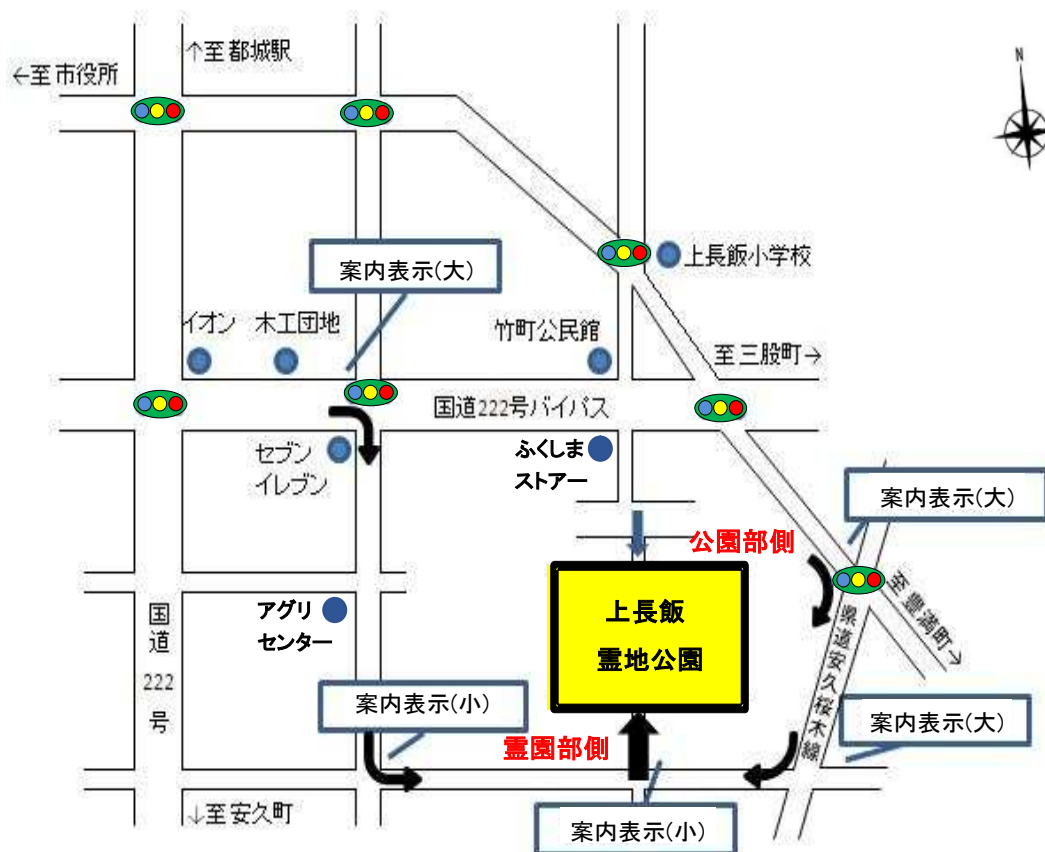 N
↑至都城駅
←至市役所
上長飯小学校
案内表示(大)
イオン
木工団地
竹町公民館
至三股町→
国道222号バイパス
セブン
イレブン
ふくしま
ストアー
案内表示(大)
公園部側
アグリ
センター
上長飯
霊地公園
至豊満町→
県道安久桜木線
国道222号
案内表示(小)
案内表示(大)
霊園部側
↓至安久町
案内表示(小)